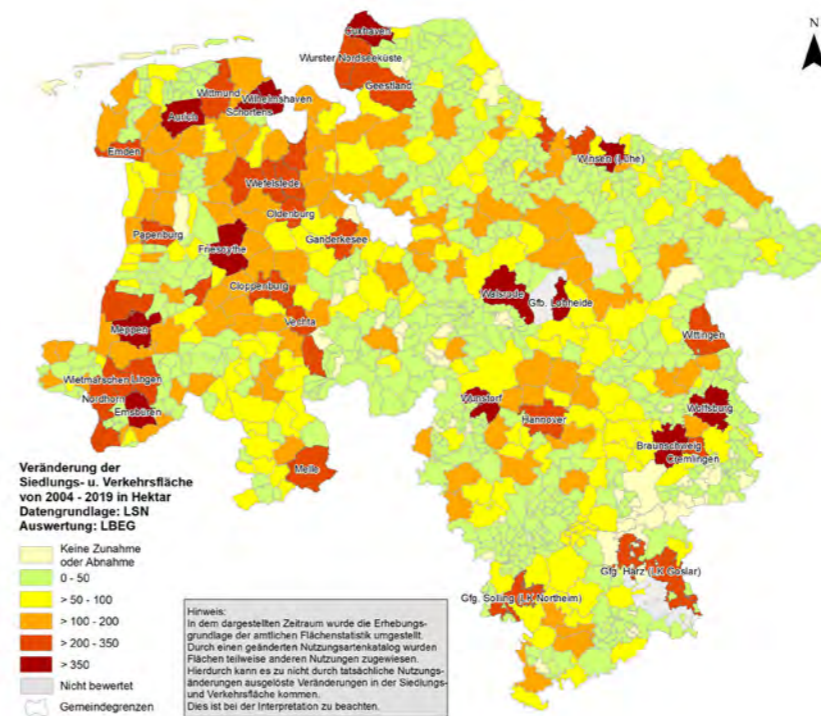 N
Cuxhaven
Wurster Nordseeküste
Geestland
Wittmund
Wilhelmshaven
Schortens
Aurich
Emden
Winsen (Luhe)
Wiefelstede
Oldenburg
Ganderkesee
Papenburg
Friesoythe
Cloppenburg
Walsrode
Gfb. Lohheide
Vechta
Wittingen
Meppen
Wietmarschen Lingen
Nordhorn
Emsbüren
Wunstorf
Hannover
Wolfsburg
Braunschweig
Cremlingen
Melle
Gfg. Harz (LK Goslar)
Gfg. Solling (LK Northeim)
Veränderung der
Siedlungs- u. Verkehrsfläche
von 2004 - 2019 in Hektar
Datengrundlage: LSN
Auswertung: LBEG
Keine Zunahme
oder Abnahme
0 - 50
> 50 - 100
> 100 - 200
> 200 - 350
> 350
Nicht bewertet
Gemeindegrenzen
Hinweis:
In dem dargestellten Zeitraum wurde die Erhebungs-
grundlage der amtlichen Flächenstatistik umgestellt.
Durch einen geänderten Nutzungsartenkatalog wurden
Flächen teilweise anderen Nutzungen zugewiesen.
Hierdurch kann es zu nicht durch tatsächliche Nutzungs-
änderungen ausgelöste Veränderungen in der Siedlungs-
und Verkehrsfläche kommen.
Dies ist bei der Interpretation zu beachten.